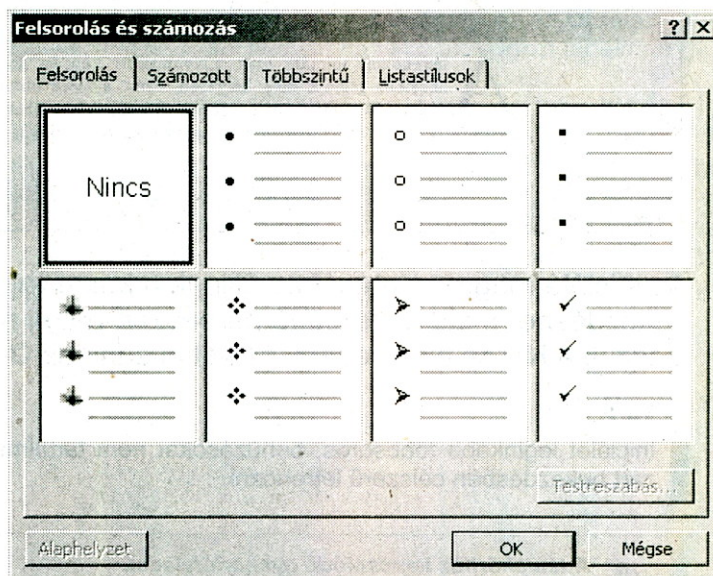 Felsorolás és számozás
Felsorolás Számozott Többszintű Listastílusok
Nincs
Testreszabás...
Alaphelyzet OK Mégse